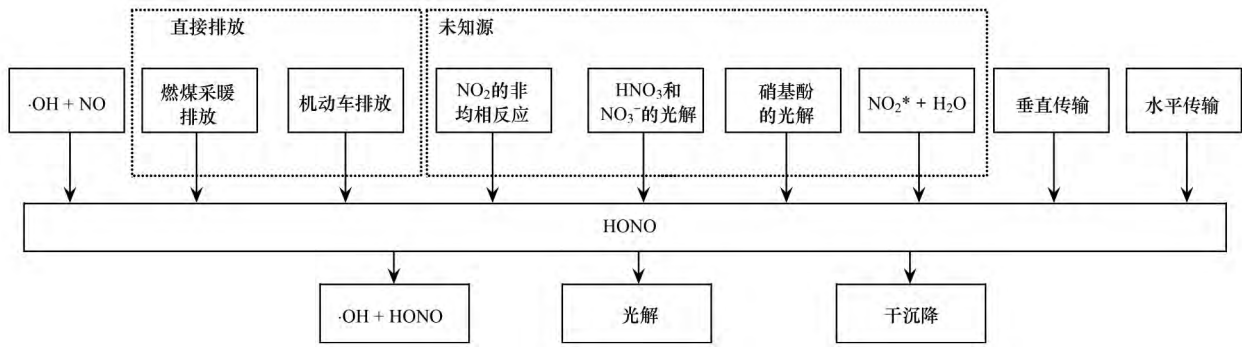 直接排放
未知源
·OH + NO
燃煤采暖
排放
机动车排放
NO₂的非
均相反应
HNO₃和
NO₃⁻的光解
硝基酚
的光解
NO₂* + H₂O
垂直传输
水平传输
HONO
·OH + HONO
光解
干沉降